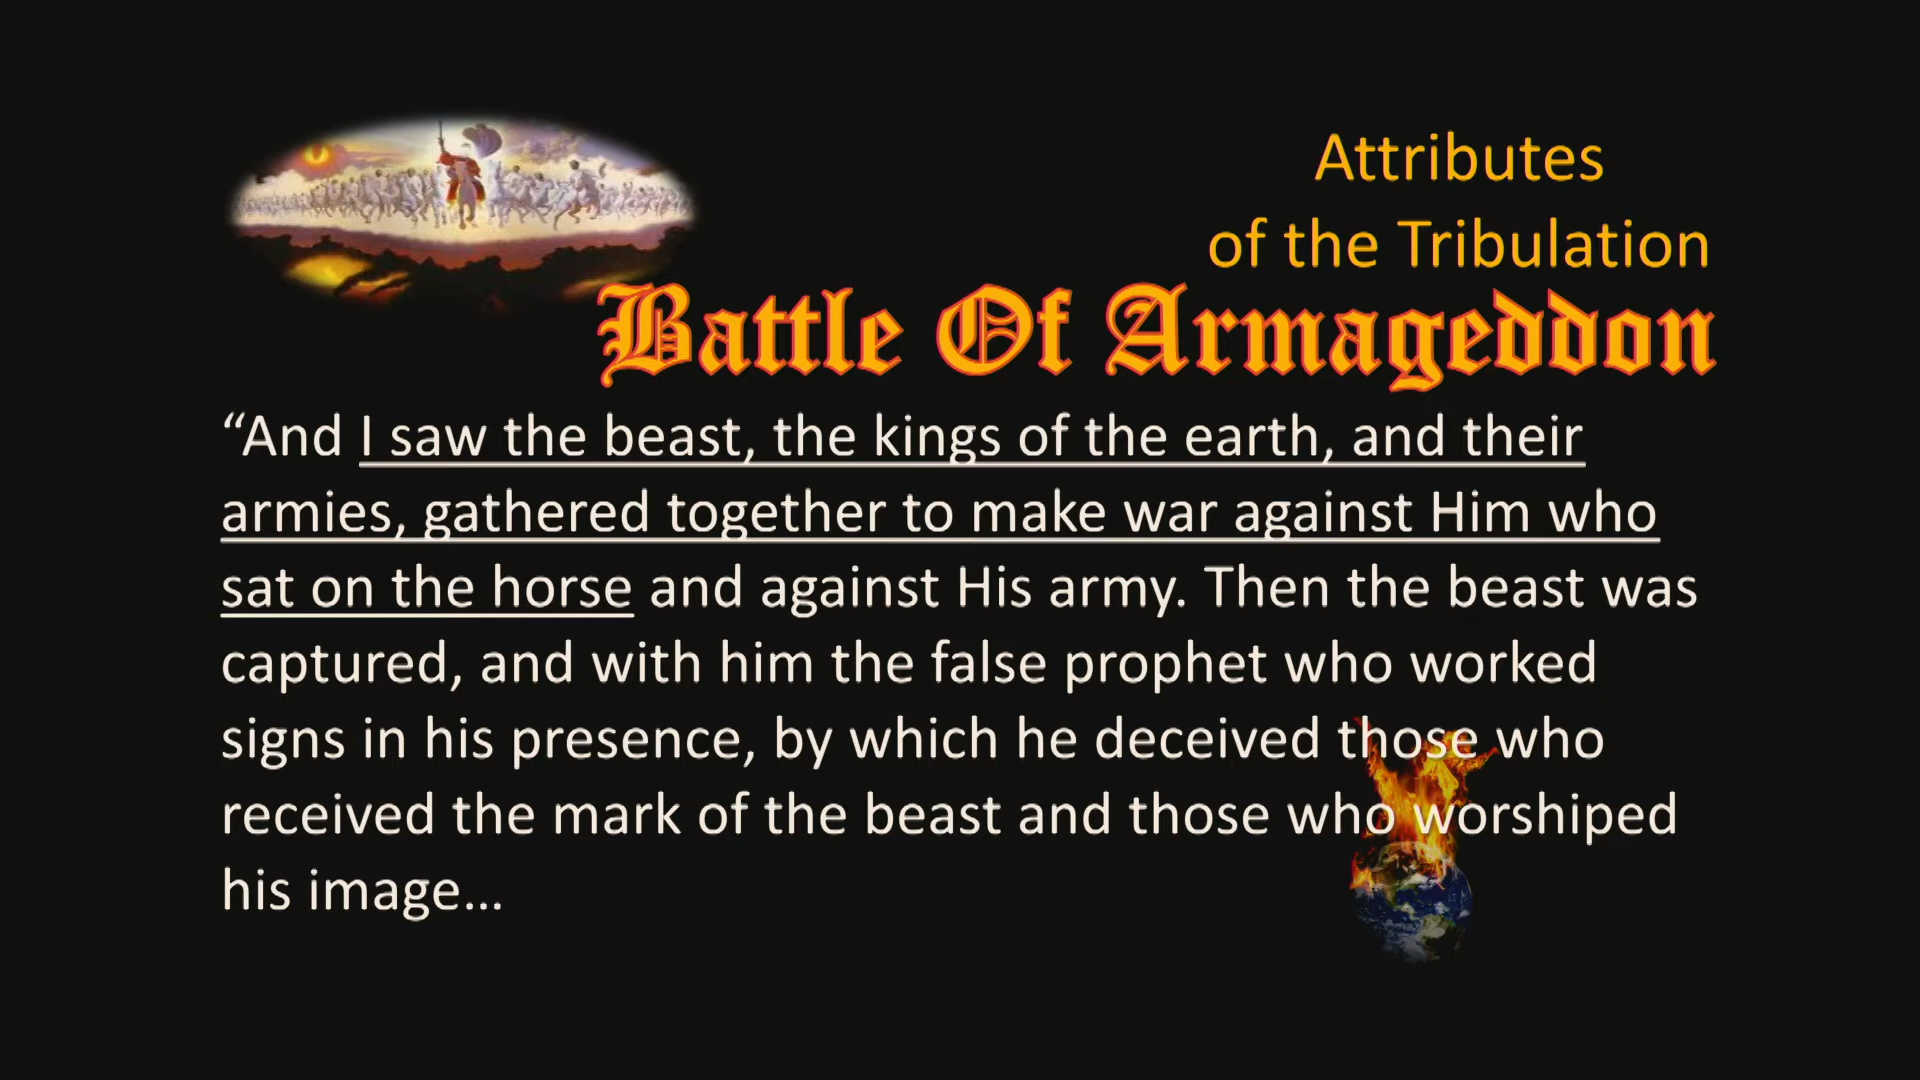 Attributes
of the Tribulation
Battle Of Armageddon
“And I saw the beast, the kings of the earth, and their
armies, gathered together to make war against Him who
sat on the horse and against His army. Then the beast was
captured, and with him the false prophet who worked
signs in his presence, by which he deceived those who
received the mark of the beast and those who worshiped
his image...